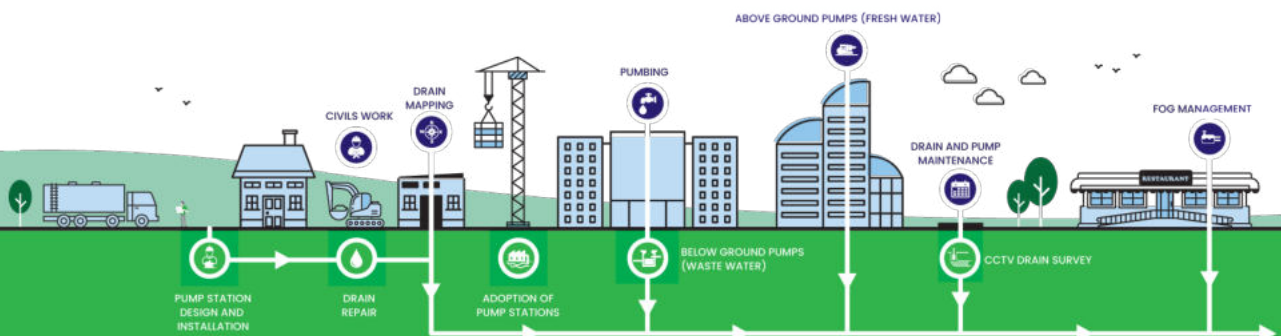 ABOVE GROUND PUMPS (FRESH WATER)
PUMBING
DRAIN
MAPPING
CIVILS WORK
FOG MANAGEMENT
DRAIN AND PUMP
MAINTENANCE
RESTAURANT
BELOW GROUND PUMPS
(WASTE WATER)
CCTV DRAIN SURVEY
PUMP STATION
DESIGN AND
INSTALLATION
DRAIN
REPAIR
ADOPTION OF
PUMP STATIONS